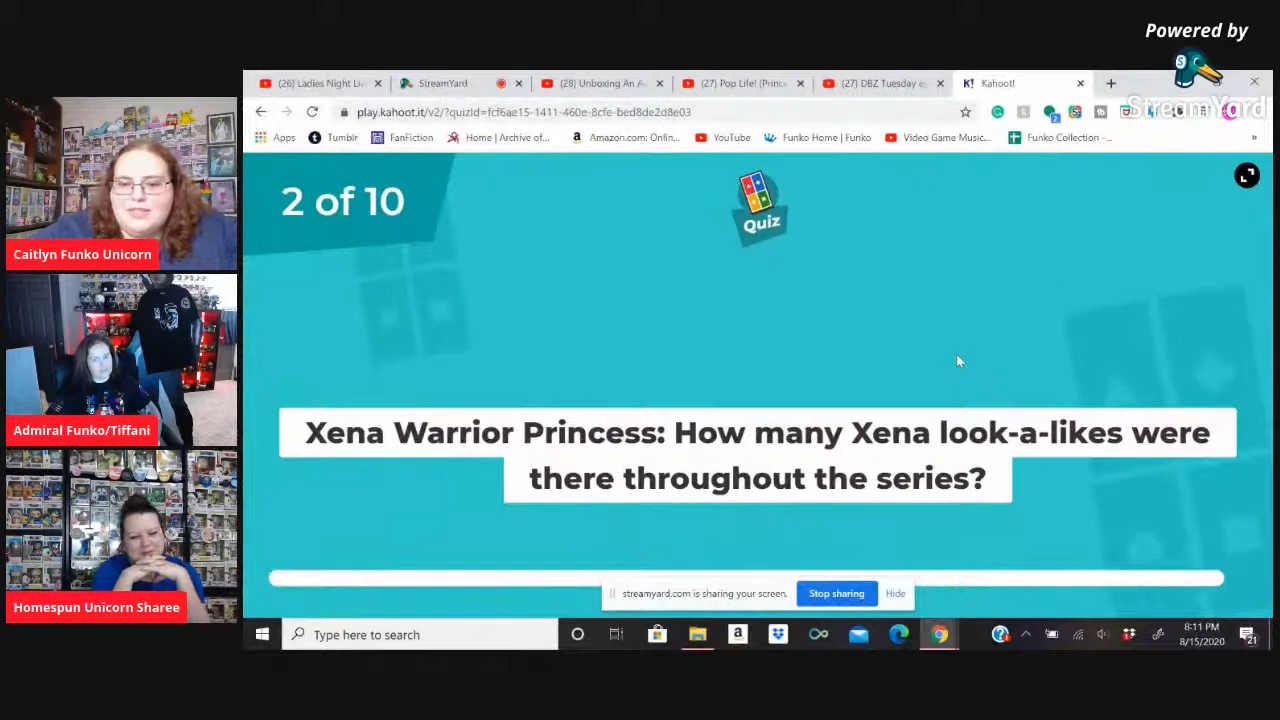 Powered by
StreamYard
(26) Ladies Night Li
StreamYard
(28) Unboxing An A
(27) Pop Life! (Princ
(27) DBZ Tuesday e
Kahoot!
play.kahoot.it/v2/?quizId=fcf6ae15-1411-460e-8cfe-bed8de2d8e03
Apps
Tumblr
FanFiction
Home | Archive of...
Amazon.com: Onlin...
YouTube
Funko Home | Funko
Video Game Music...
Funko Collection -...
2 of 10
Quiz
Xena Warrior Princess: How many Xena look-a-likes were
there throughout the series?
Caitlyn Funko Unicorn
Admiral Funko/Tiffani
Homespun Unicorn Sharee
streamyard.com is sharing your screen.
Stop sharing
Hide
Type here to search
8:11 PM
8/15/2020
21